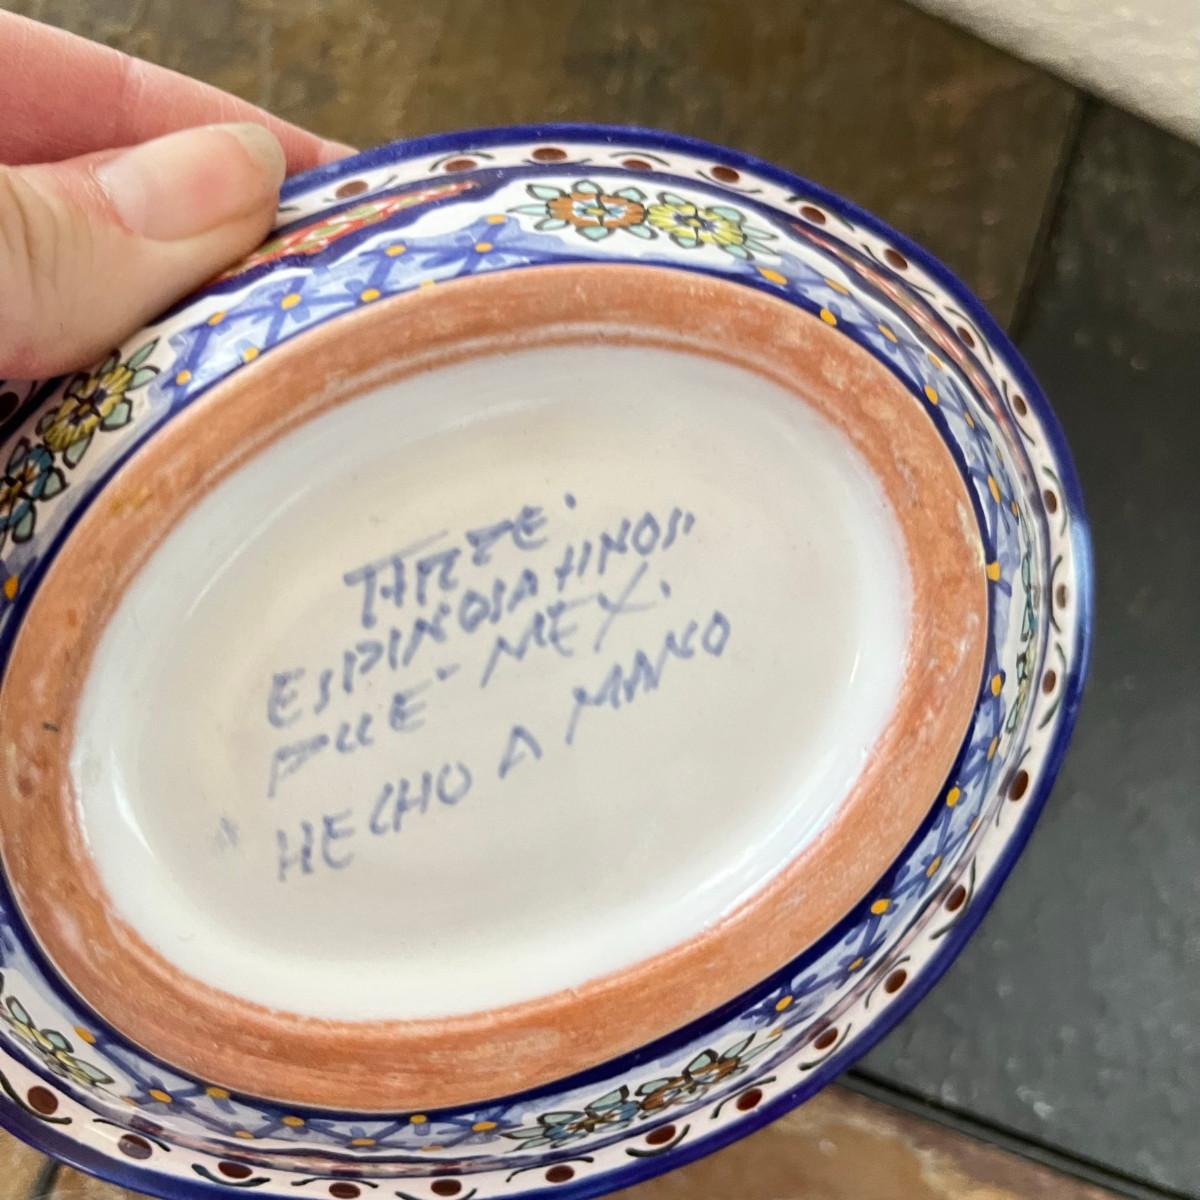 ESPINOSA HNOS"
PUE - MEX.
HECHO A MANO